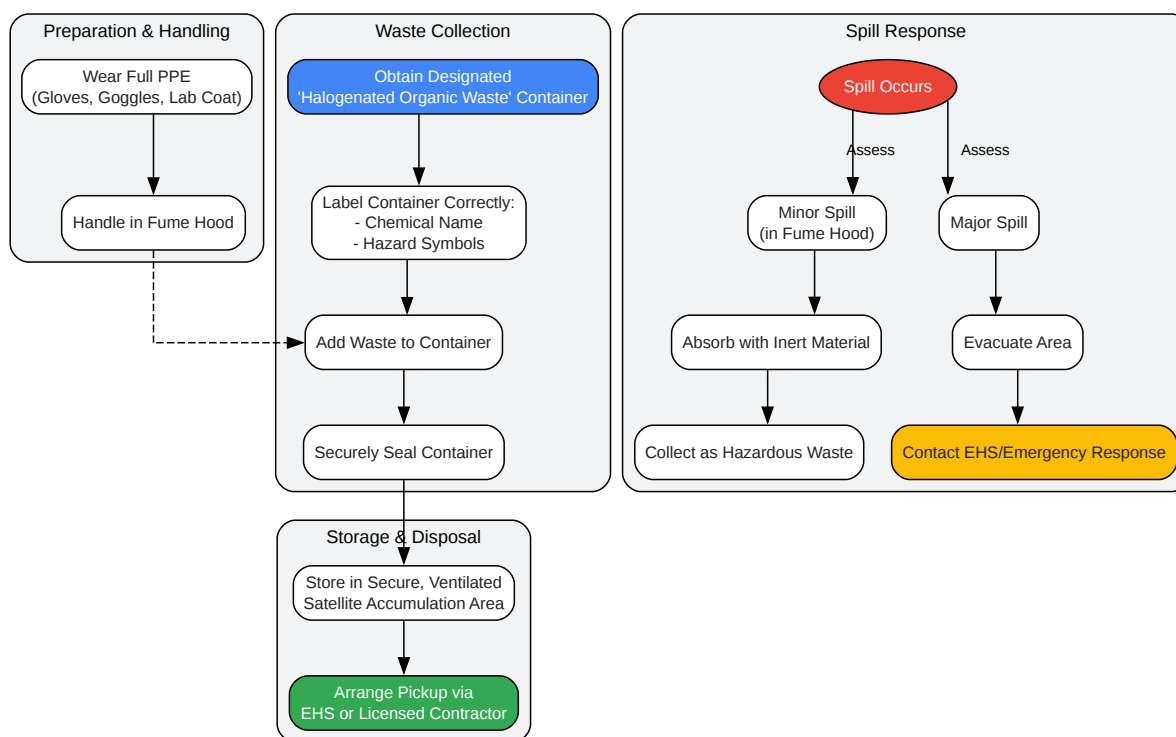 Preparation & Handling
Wear Full PPE
(Gloves, Goggles, Lab Coat)
Handle in Fume Hood
Waste Collection
Obtain Designated
'Halogenated Organic Waste' Container
Label Container Correctly:
- Chemical Name
- Hazard Symbols
Add Waste to Container
Securely Seal Container
Storage & Disposal
Store in Secure, Ventilated
Satellite Accumulation Area
Arrange Pickup via
EHS or Licensed Contractor
Spill Response
Spill Occurs
Assess
Assess
Minor Spill
(in Fume Hood)
Major Spill
Absorb with Inert Material
Evacuate Area
Collect as Hazardous Waste
Contact EHS/Emergency Response